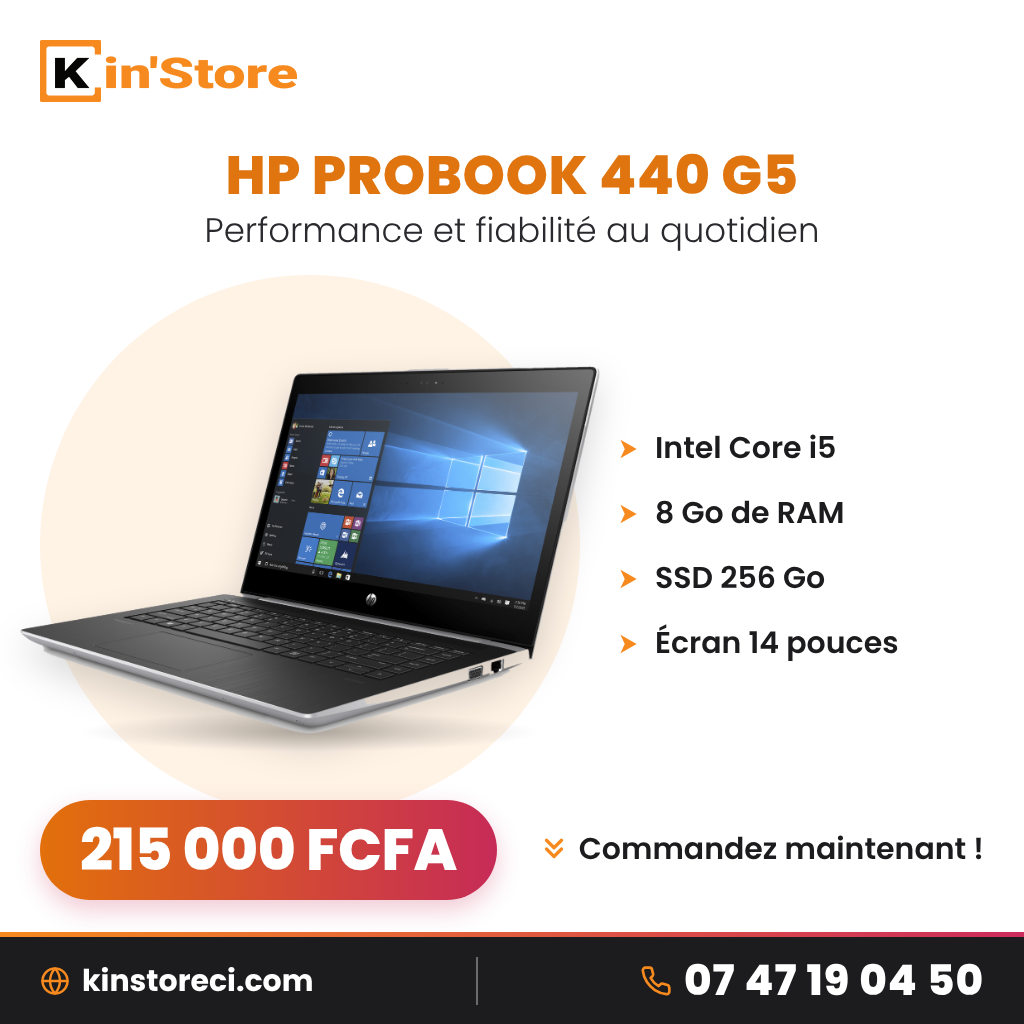 Kin'Store
HP PROBOOK 440 G5
Performance et fiabilité au quotidien
Intel Core i5
8 Go de RAM
SSD 256 Go
Écran 14 pouces
215 000 FCFA
Commandez maintenant !
kinstoreci.com
07 47 19 04 50